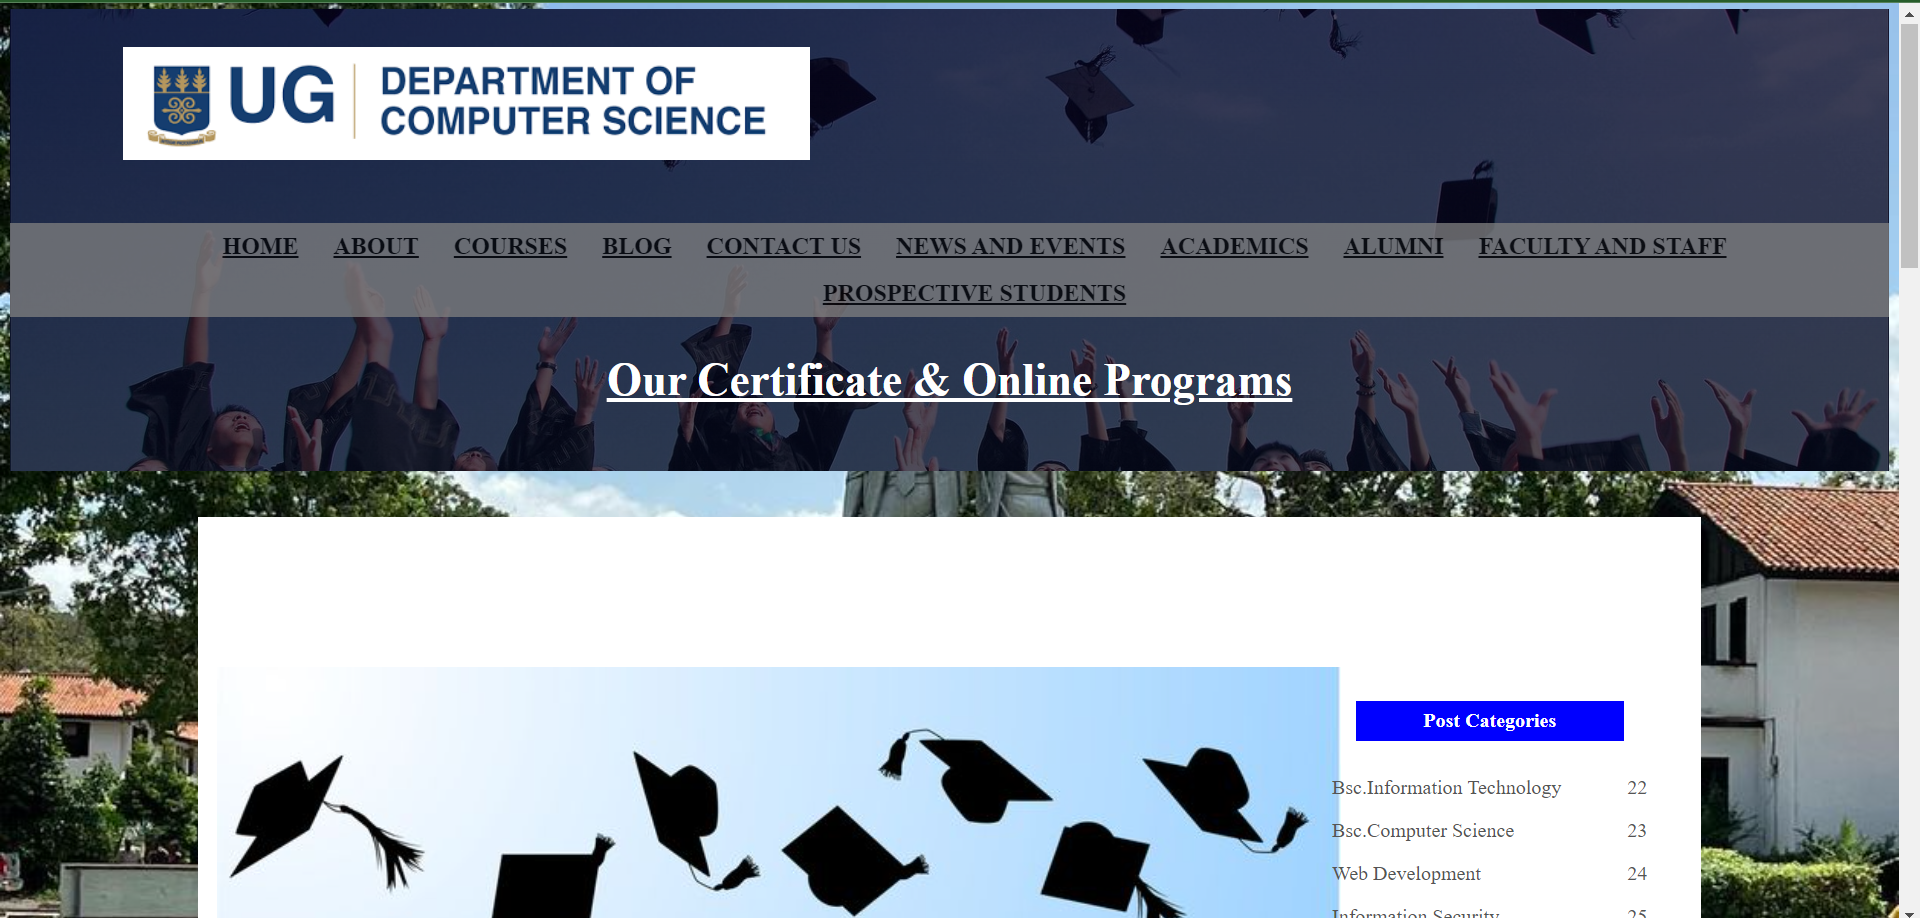 UG
DEPARTMENT OF
COMPUTER SCIENCE
HOME ABOUT COURSES BLOG CONTACT US NEWS AND EVENTS ACADEMICS ALUMNI FACULTY AND STAFF
PROSPECTIVE STUDENTS
Our Certificate & Online Programs
Post Categories
Bsc.Information Technology 22
Bsc.Computer Science 23
Web Development 24
Information Security 25